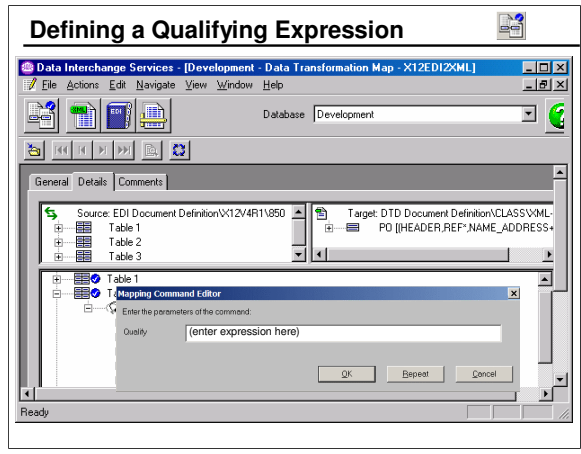 Defining a Qualifying Expression
Data Interchange Services - [Development - Data Transformation Map - X12EDI2XML]
File Actions Edit Navigate View Window Help
Database Development
General Details Comments
Source: EDI Document Definition\X12V4R1\850
Table 1
Table 2
Table 3
Target: DTD Document Definition\CLASS\XML-
PO [(HEADER,REF*,NAME_ADDRESS+
Table 1
Mapping Command Editor
Enter the parameters of the command:
Qualify (enter expression here)
OK Repeat Cancel
Ready